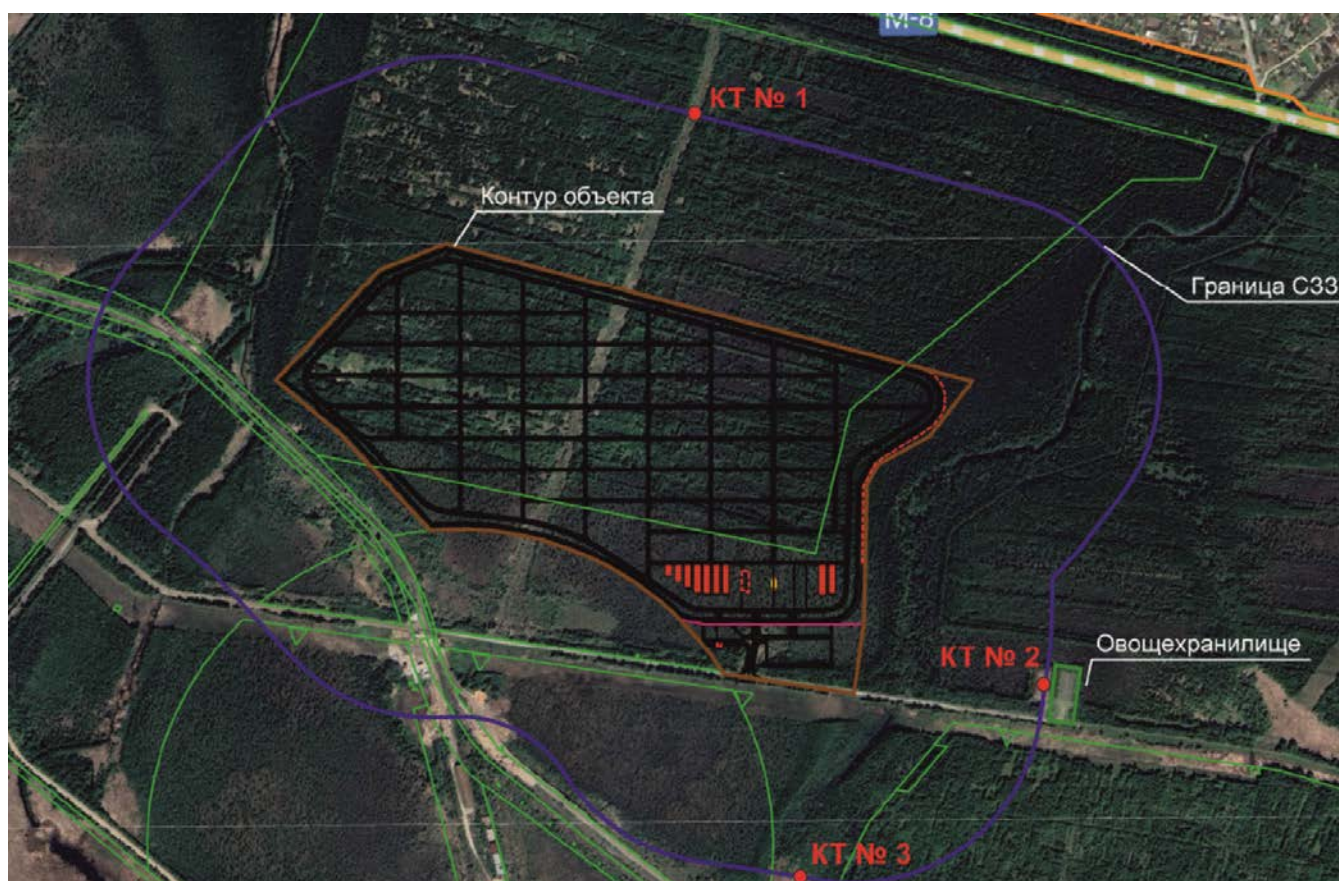 М-8
КТ № 1
Контур объекта
Граница СЗЗ
КТ № 2
Овощехранилище
КТ № 3